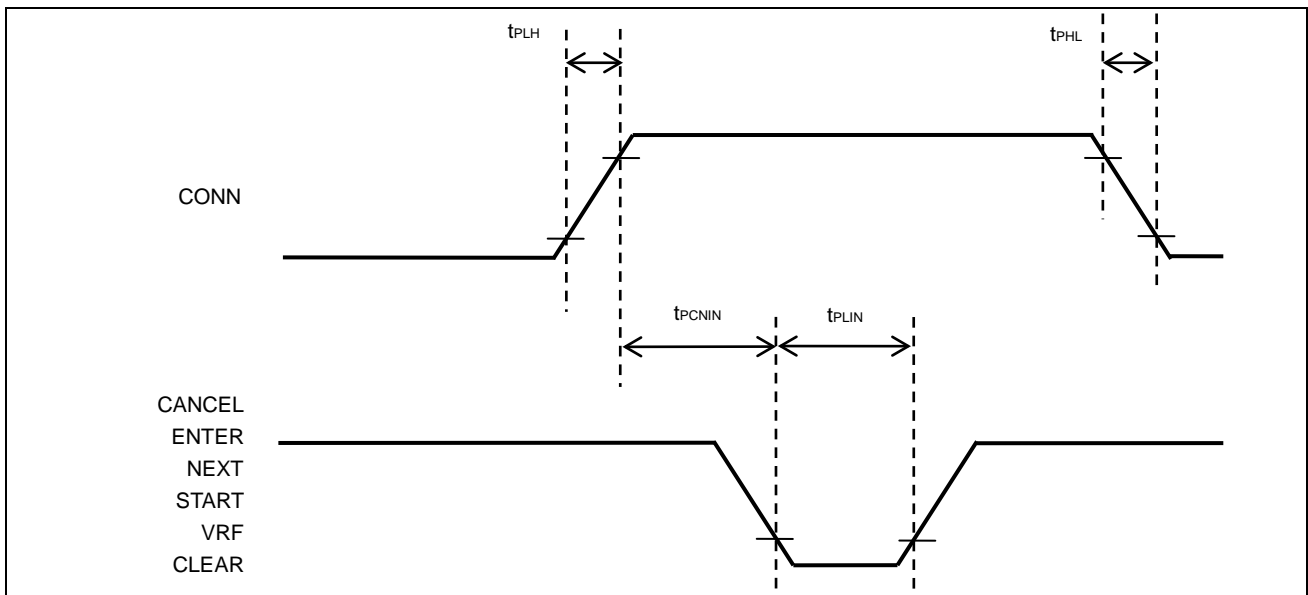 tPLH
tPHL
CONN
tPCNIN
tPLIN
CANCEL
ENTER
NEXT
START
VRF
CLEAR